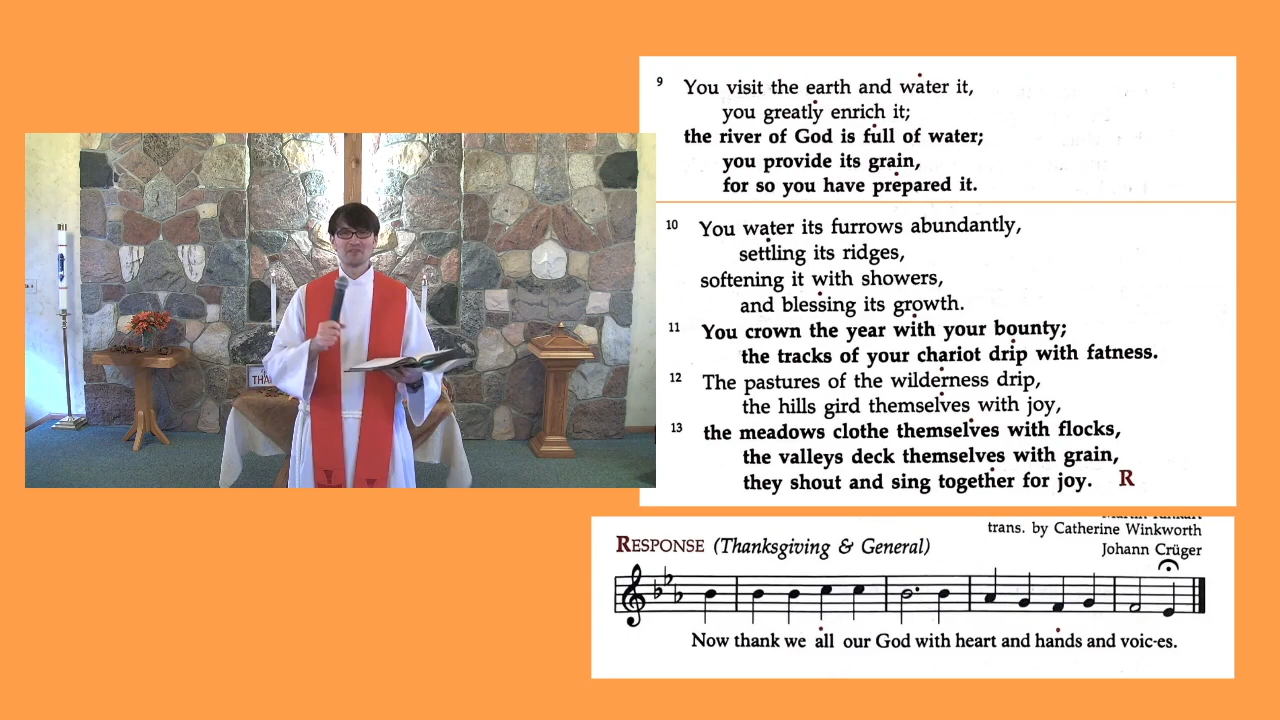 9 You visit the earth and water it,
you greatly enrich it;
the river of God is full of water;
you provide its grain,
for so you have prepared it.
10 You water its furrows abundantly,
settling its ridges,
softening it with showers,
and blessing its growth.
11 You crown the year with your bounty;
the tracks of your chariot drip with fatness.
12 The pastures of the wilderness drip,
the hills gird themselves with joy,
13 the meadows clothe themselves with flocks,
the valleys deck themselves with grain,
they shout and sing together for joy. R
trans. by Catherine Winkworth
RESPONSE (Thanksgiving & General)
Johann Crüger
Now thank we all our God with heart and hands and voic-es.